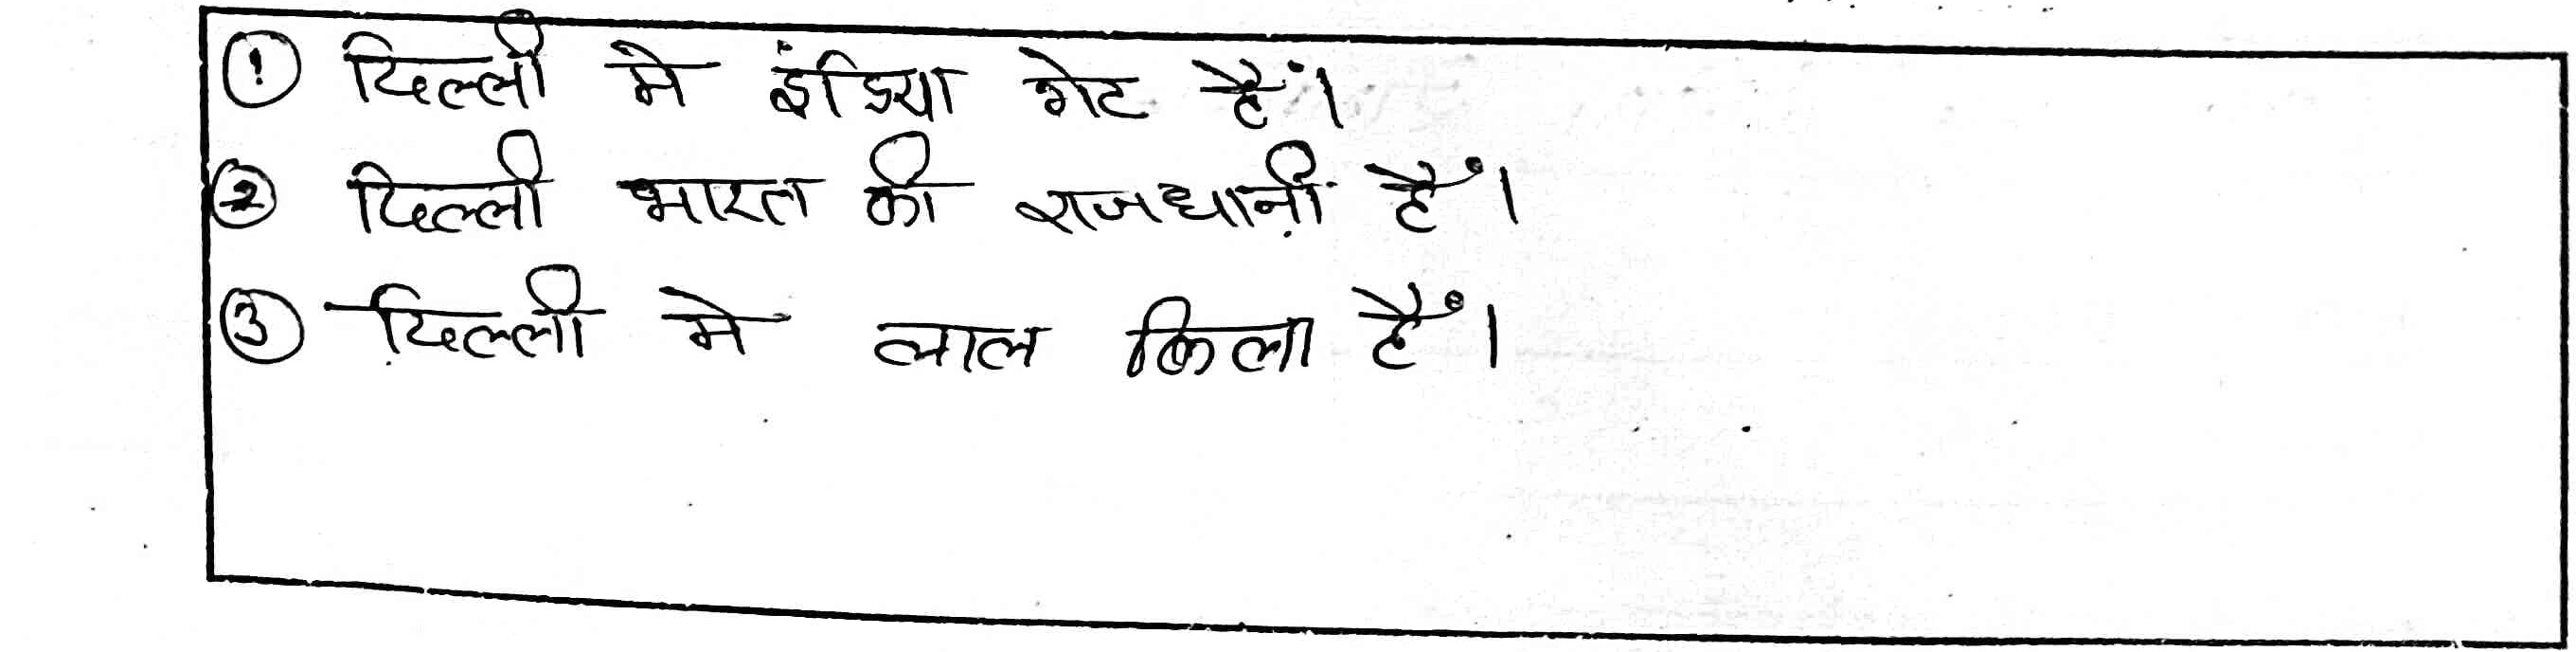 ① दिल्ली मे इंडिया गेट हैं।
② दिल्ली भारत की राजधानी हैं।
③ दिल्ली मे लाल किला हैं।